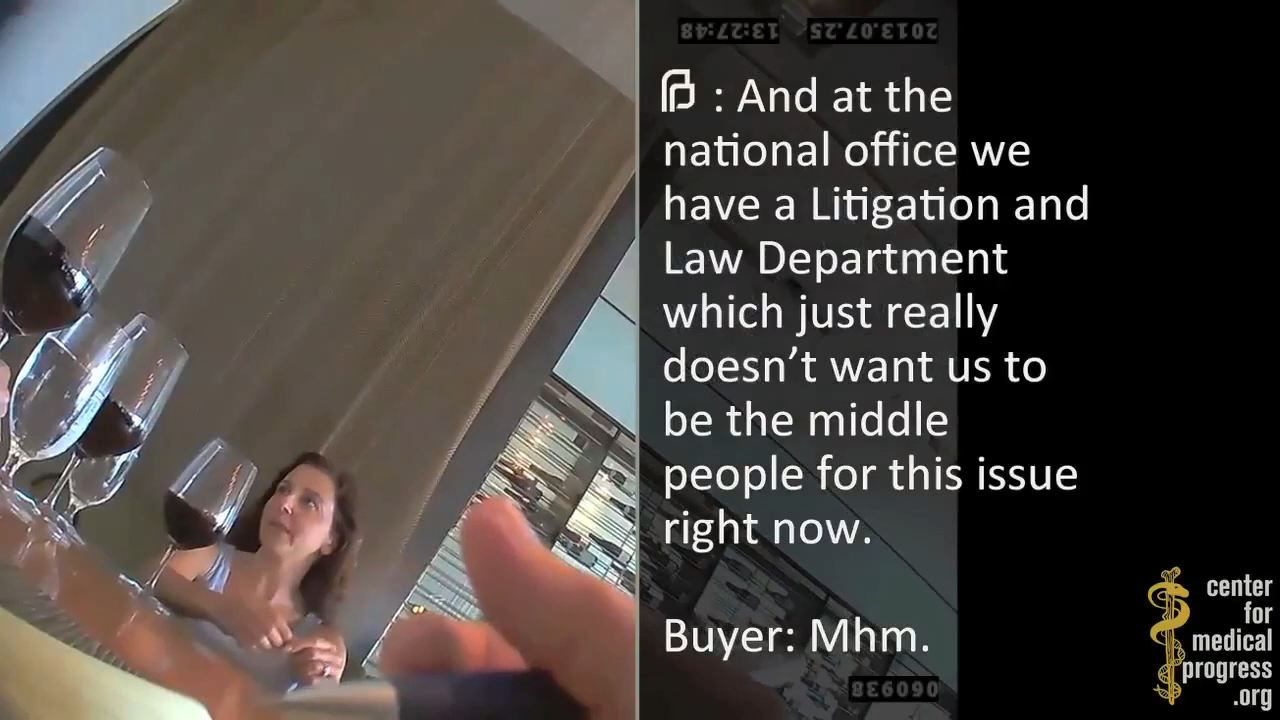 13:27:48 2013.07.25
: And at the
national office we
have a Litigation and
Law Department
which just really
doesn't want us to
be the middle
people for this issue
right now.
Buyer: Mhm.
060938
center
for
medical
progress
.org